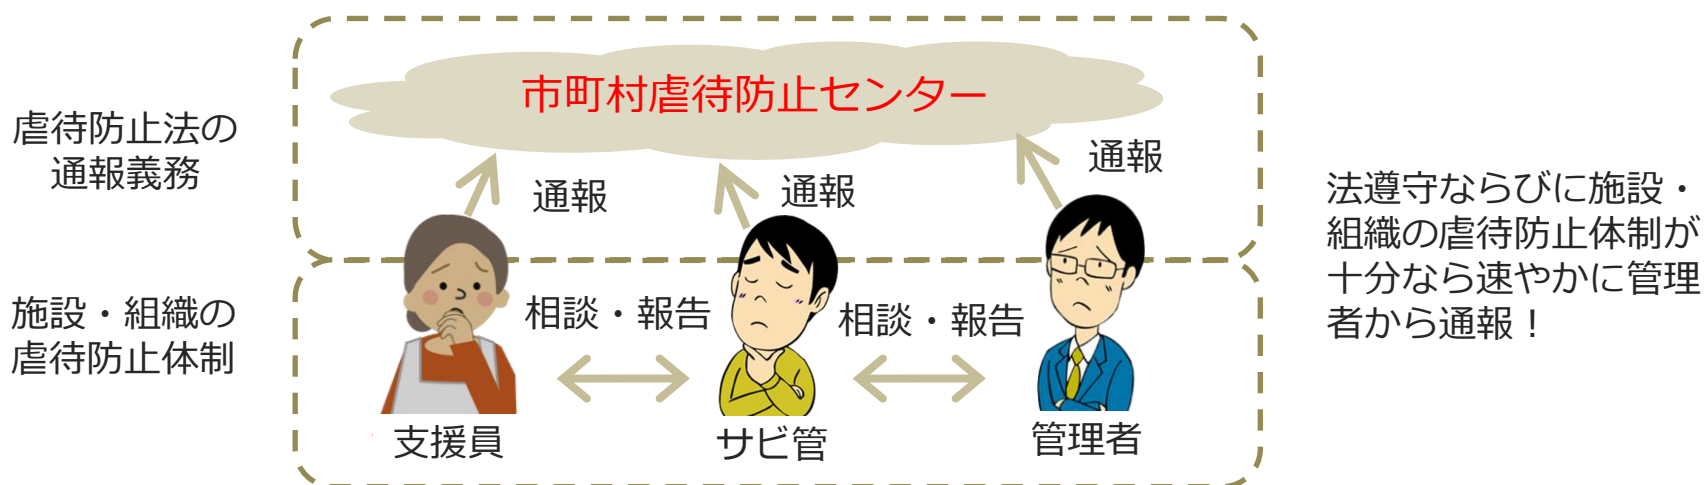 市町村虐待防止センター
虐待防止法の
通報義務
通報
通報
通報
法遵守ならびに施設・
組織の虐待防止体制が
十分なら速やかに管理
者から通報！
施設・組織の
虐待防止体制
相談・報告
相談・報告
支援員
サビ管
管理者